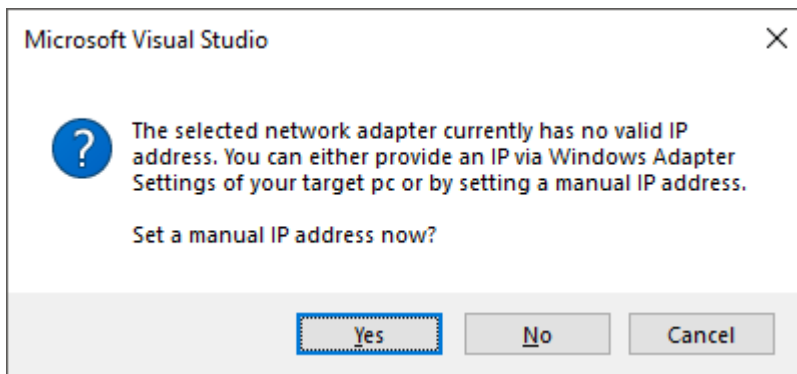 Microsoft Visual Studio
The selected network adapter currently has no valid IP
address. You can either provide an IP via Windows Adapter
Settings of your target pc or by setting a manual IP address.
Set a manual IP address now?
Yes
No
Cancel